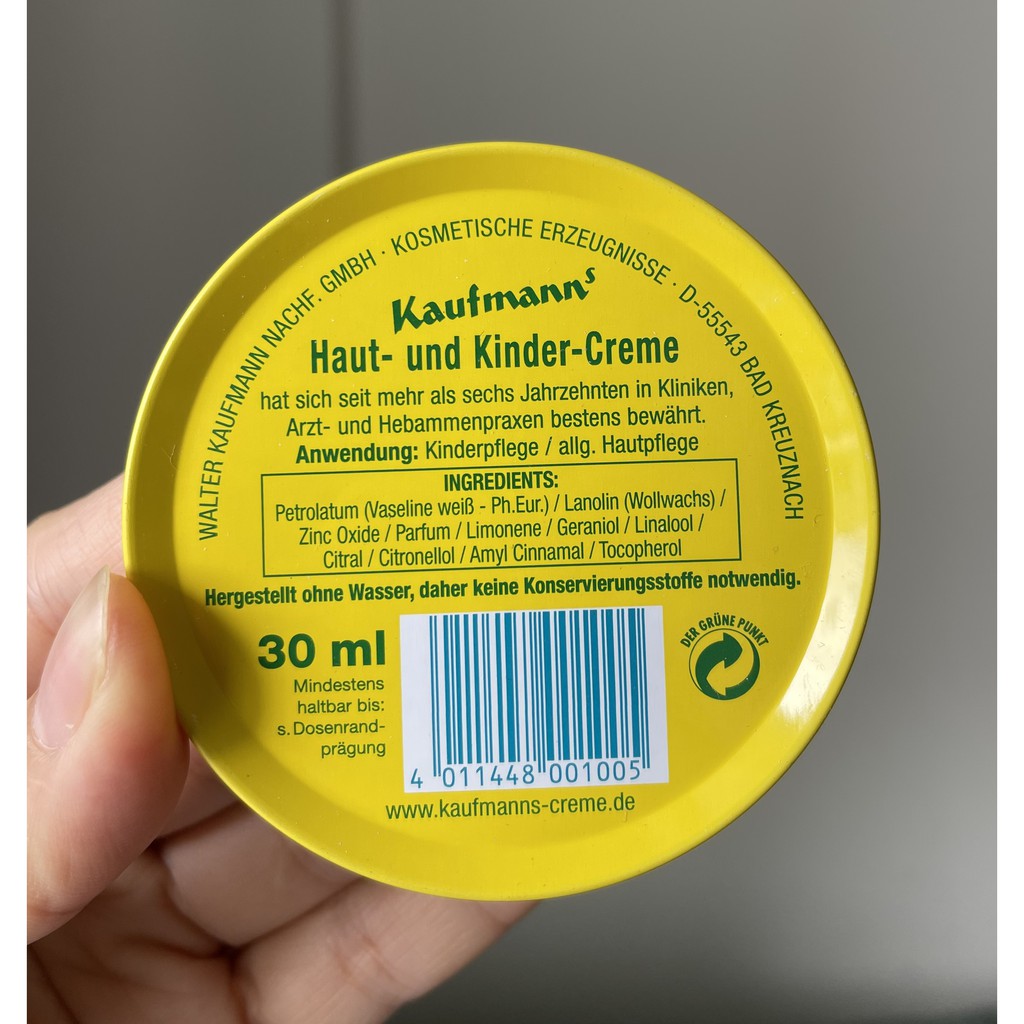 WALTER KAUFMANN NACHF. GMBH · KOSMETISCHE ERZEUGNISSE · D-55543 BAD KREUZNACH
Kaufmanns
Haut- und Kinder-Creme
hat sich seit mehr als sechs Jahrzehnten in Kliniken,
Arzt- und Hebammenpraxen bestens bewährt.
Anwendung: Kinderpflege / allg. Hautpflege
INGREDIENTS:
Petrolatum (Vaseline weiß - Ph.Eur.) / Lanolin (Wollwachs) /
Zinc Oxide / Parfum / Limonene / Geraniol / Linalool /
Citral / Citronellol / Amyl Cinnamal / Tocopherol
Hergestellt ohne Wasser, daher keine Konservierungsstoffe notwendig.
30 ml
Mindestens
haltbar bis:
s. Dosenrand-
prägung
DER GRÜNE PUNKT
4 011448 001005
www.kaufmanns-creme.de